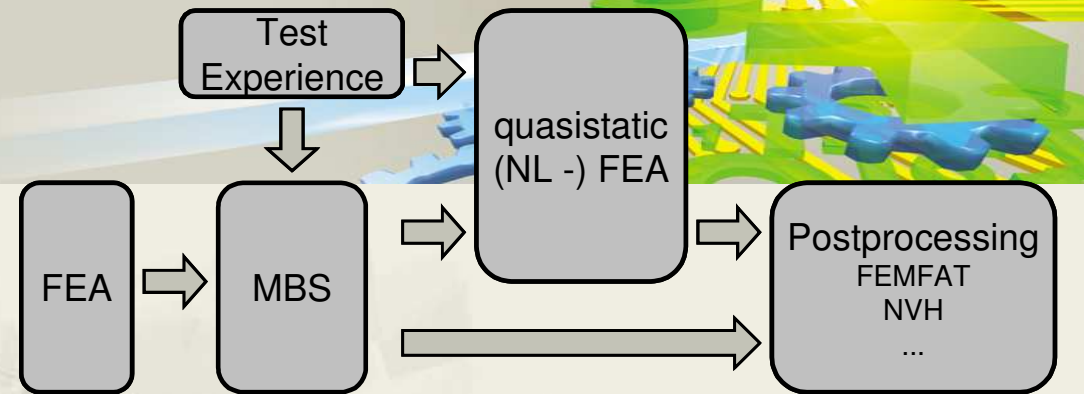 Test
Experience
quasistatic
(NL -) FEA
FEA
MBS
Postprocessing
FEMFAT
NVH
...